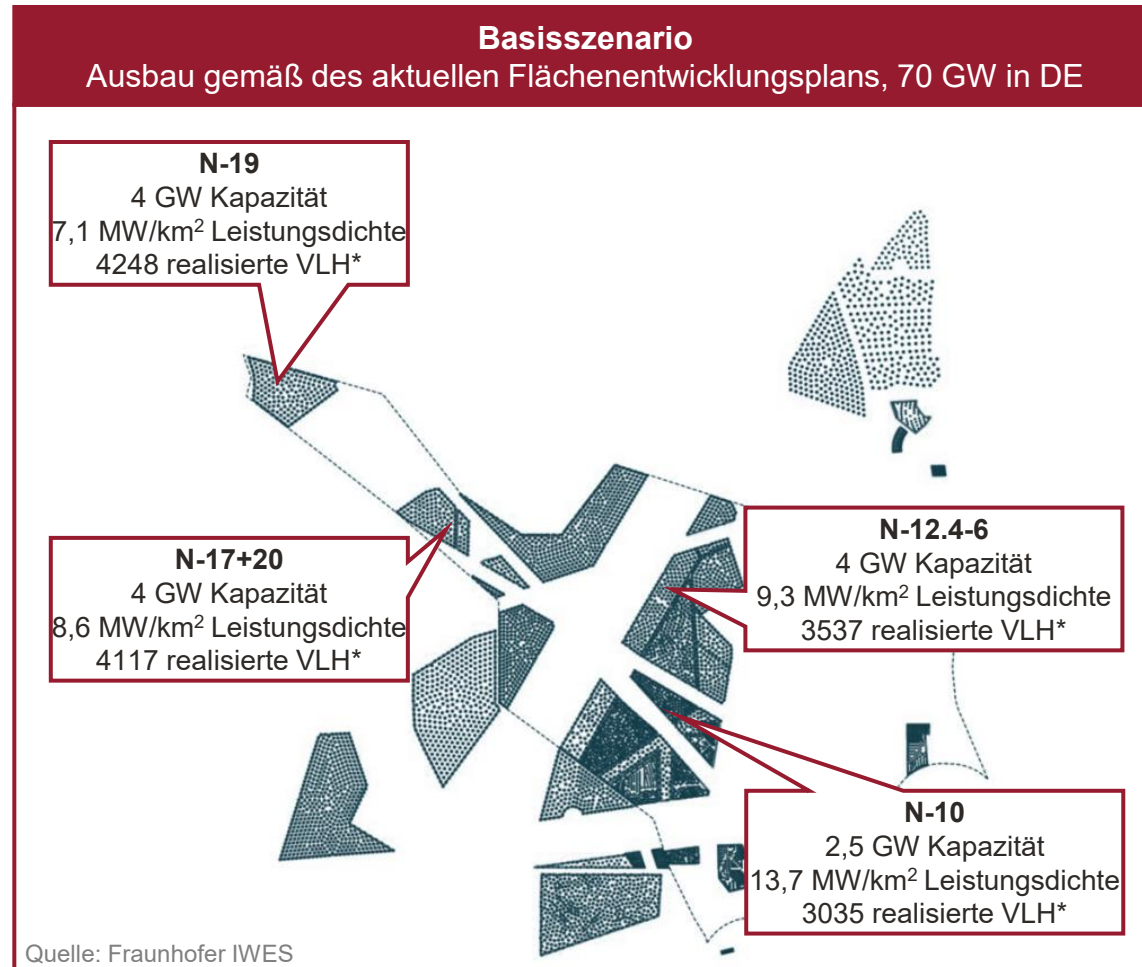 Basisszenario
Ausbau gemäß des aktuellen Flächenentwicklungsplans, 70 GW in DE
N-19
4 GW Kapazität
7,1 MW/km² Leistungsdichte
4248 realisierte VLH*
N-17+20
4 GW Kapazität
8,6 MW/km² Leistungsdichte
4117 realisierte VLH*
N-12.4-6
4 GW Kapazität
9,3 MW/km² Leistungsdichte
3537 realisierte VLH*
N-10
2,5 GW Kapazität
13,7 MW/km² Leistungsdichte
3035 realisierte VLH*
Quelle: Fraunhofer IWES